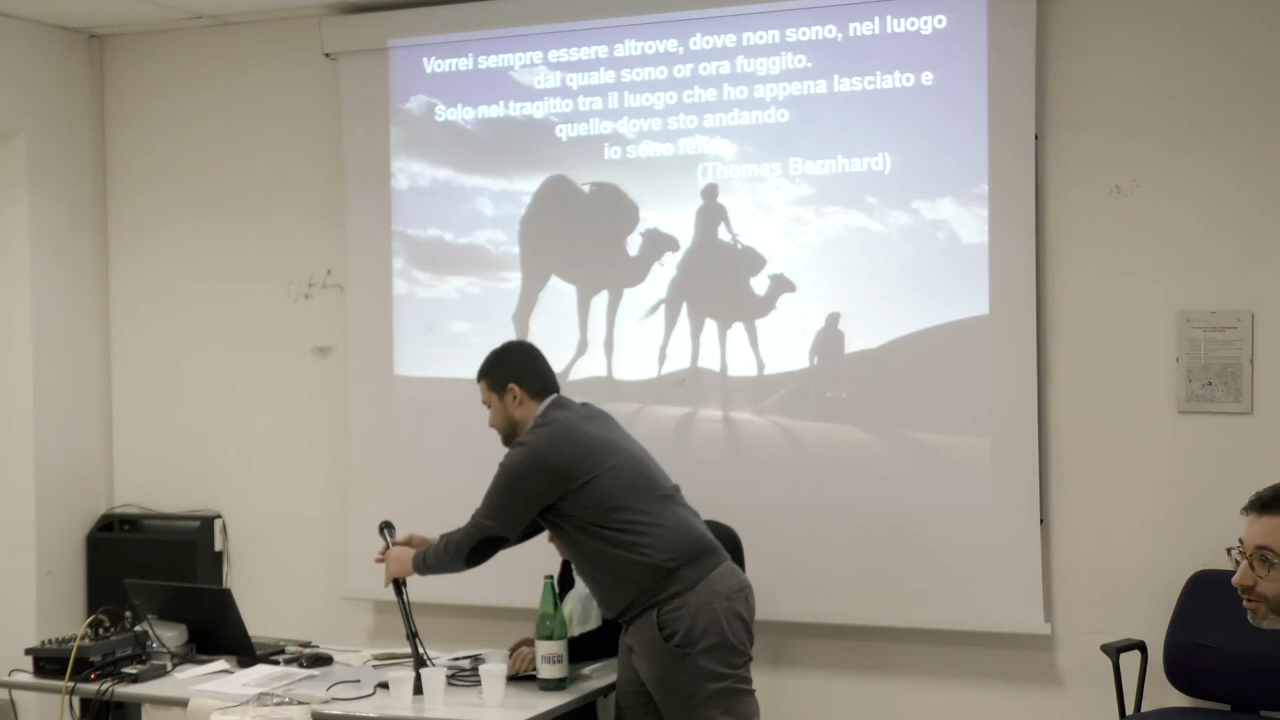 Vorrei sempre essere altrove, dove non sono, nel luogo
dal quale sono or ora fuggito.
Solo nel tragitto tra il luogo che ho appena lasciato e
quello dove sto andando
io sono felice
(Thomas Bernhard)
FIUGGI